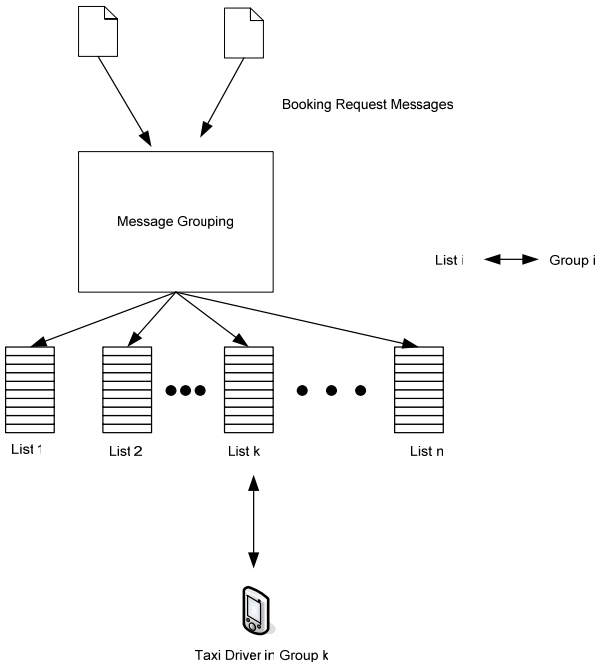 Booking Request Messages
Message Grouping
List i
Group i
List 1
List 2
List k
List n
Taxi Driver in Group k